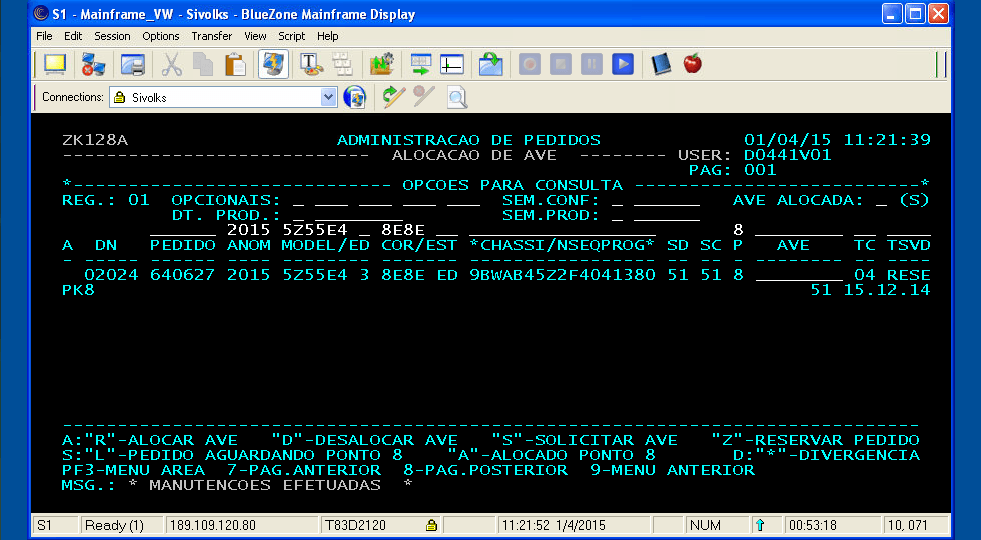 S1 - Mainframe_VW - Sivolks - BlueZone Mainframe Display
File Edit Session Options Transfer View Script Help
Connections: Sivolks
ZK128A ADMINISTRACAO DE PEDIDOS 01/04/15 11:21:39
---------------------------- ALOCACAO DE AVE -------- USER: D0441V01
PAG: 001
*----------------------------- OPCOES PARA CONSULTA --------------------------*
REG.: 01 OPCIONAIS: _ ___ ___ ___ ___ SEM.CONF: _ ______ AVE ALOCADA: _ (S)
DT. PROD.: _ ________ SEM.PROD: _ ______
______ 2015 5Z55E4 _ 8E8E __ _________________ 8 ________ __ ____
A DN PEDIDO ANOM MODEL/ED COR/EST *CHASSI/NSEQPROG* SD SC P AVE TC TSVD
- ----- ------ ---- -------- ------- ----------------- -- -- - -------- -- ----
02024 640627 2015 5Z55E4 3 8E8E ED 9BWAB45Z2F4041380 51 51 8 ________ 04 RESE
PK8 51 15.12.14
------------------------------------------------------------------------------
A:"R"-ALOCAR AVE "D"-DESALOCAR AVE "S"-SOLICITAR AVE "Z"-RESERVAR PEDIDO
S:"L"-PEDIDO AGUARDANDO PONTO 8 "A"-ALOCADO PONTO 8 D:"*"-DIVERGENCIA
PF3-MENU AREA 7-PAG.ANTERIOR 8-PAG.POSTERIOR 9-MENU ANTERIOR
MSG.: * MANUTENCOES EFETUADAS *
S1 Ready (1) 189.109.120.80 T83D2120 11:21:52 1/4/2015 NUM 00:53:18 10, 071